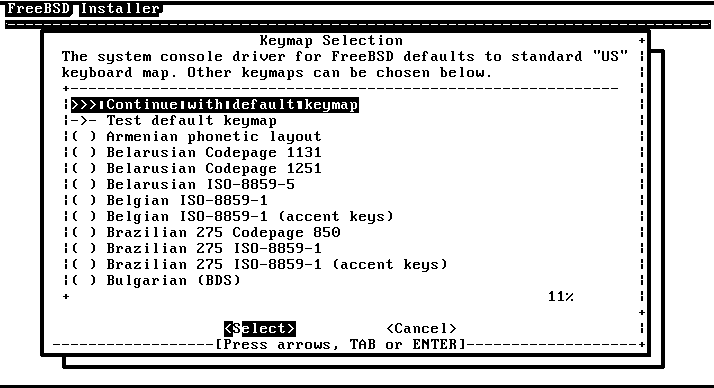 FreeBSD Installer
Keymap Selection
The system console driver for FreeBSD defaults to standard "US"
keyboard map. Other keymaps can be chosen below.
>>> Continue with default keymap
->- Test default keymap
( ) Armenian phonetic layout
( ) Belarusian Codepage 1131
( ) Belarusian Codepage 1251
( ) Belarusian ISO-8859-5
( ) Belgian ISO-8859-1
( ) Belgian ISO-8859-1 (accent keys)
( ) Brazilian 275 Codepage 850
( ) Brazilian 275 ISO-8859-1
( ) Brazilian 275 ISO-8859-1 (accent keys)
( ) Bulgarian (BDS)
11%
<Select> <Cancel>
[Press arrows, TAB or ENTER]